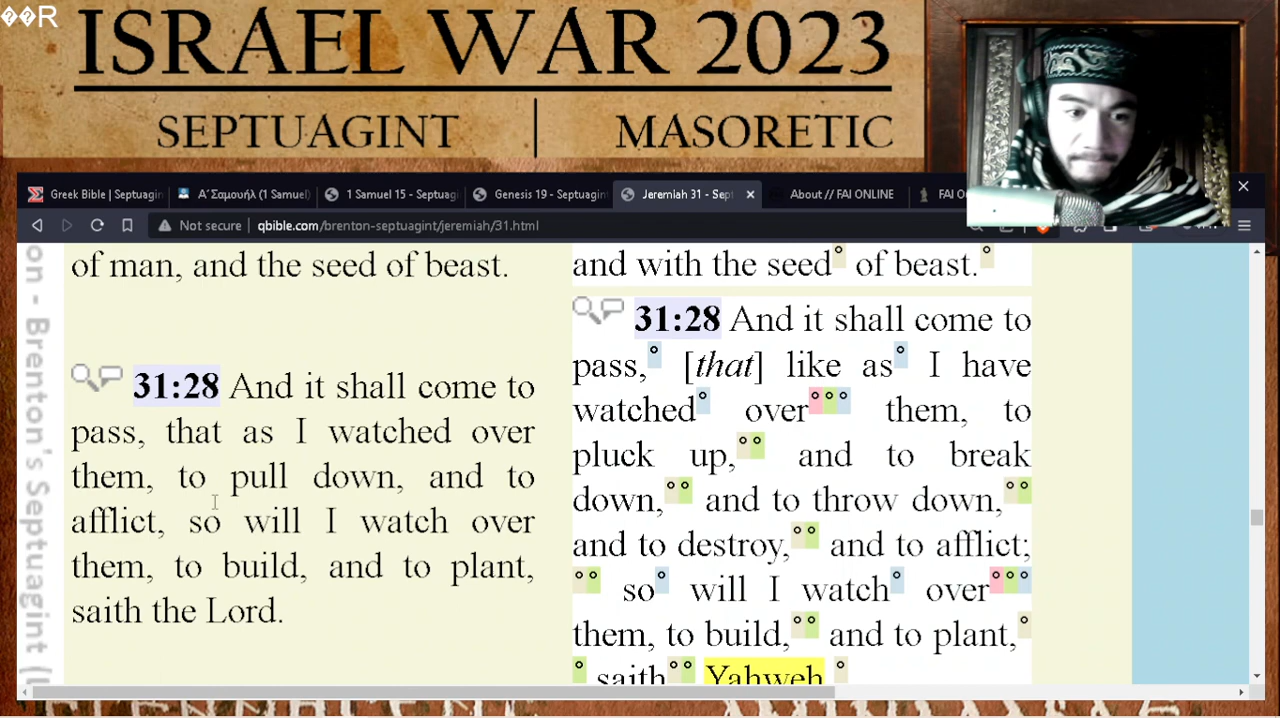 ��R
ISRAEL WAR 2023
SEPTUAGINT
MASORETIC
Greek Bible | Septuagin
Α΄Σαμουήλ (1 Samuel)
1 Samuel 15 - Septuagi
Genesis 19 - Septuagin
Jeremiah 31 - Sept
About // FAI ONLINE
FAI O
Not secure
qbible.com/brenton-septuagint/jeremiah/31.html
on - Brenton's Septuagint (
of man, and the seed of beast.
31:28 And it shall come to
pass, that as I watched over
them, to pull down, and to
afflict, so will I watch over
them, to build, and to plant,
saith the Lord.
and with the seed° of beast.°
31:28 And it shall come to
pass,° [that] like as° I have
watched° over°°° them, to
pluck up,°° and to break
down,°° and to throw down,°°
and to destroy,°° and to afflict;
°° so° will I watch° over°°°
them, to build,°° and to plant,°
° saith°° Yahweh °